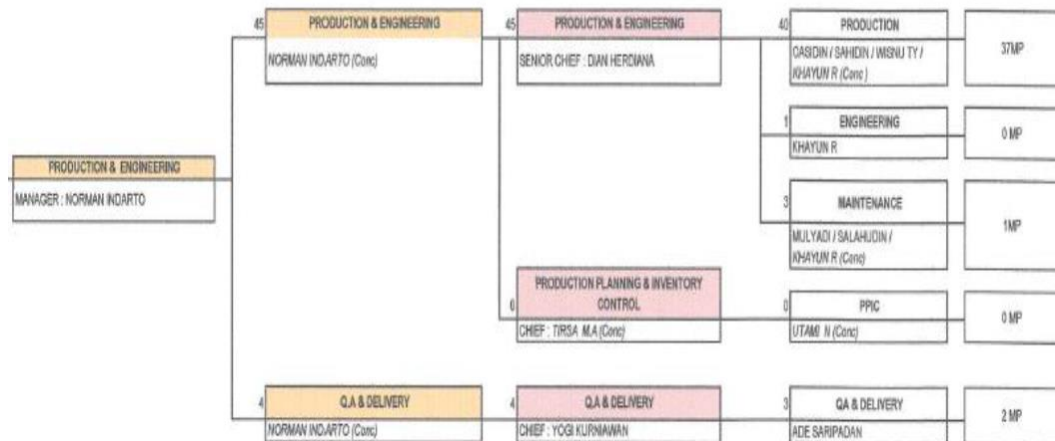 45
PRODUCTION & ENGINEERING
NORMAN INDARTO (Conc)
45
PRODUCTION & ENGINEERING
SENIOR CHIEF : DIAN HERDIANA
40
PRODUCTION
CASIDIN / SAHIDIN / WISNU TY /
KHAYUN R (Conc )
37MP
1
ENGINEERING
KHAYUN R
0 MP
PRODUCTION & ENGINEERING
MANAGER : NORMAN INDARTO
3
MAINTENANCE
MULYADI / SALAHUDIN /
KHAYUN R (Conc)
1MP
6
PRODUCTION PLANNING & INVENTORY
CONTROL
CHIEF : TIRSA M.A (Conc)
0
PPIC
UTAMI N (Conc)
0 MP
4
Q.A & DELIVERY
NORMAN INDARTO (Conc)
4
Q.A & DELIVERY
CHIEF : YOGI KURNIAWAN
3
QA & DELIVERY
ADE SARIPADAN
2 MP